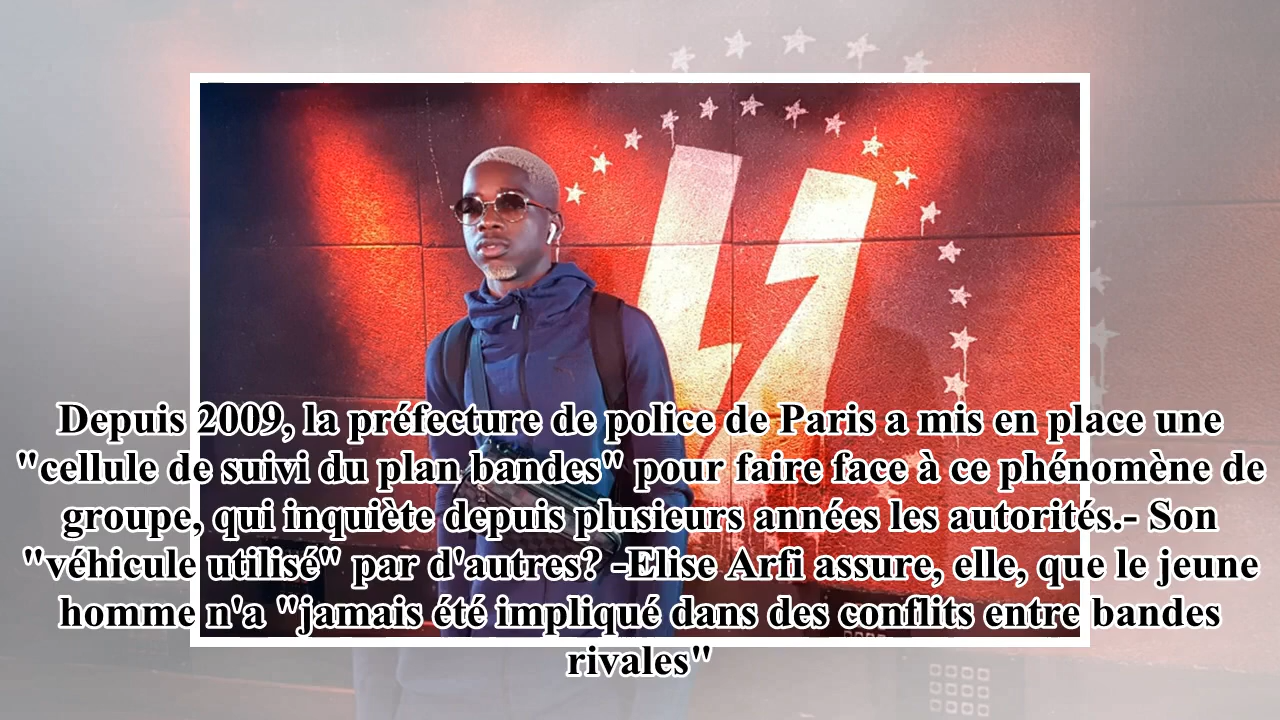 Depuis 2009, la préfecture de police de Paris a mis en place une
"cellule de suivi du plan bandes" pour faire face à ce phénomène de
groupe, qui inquiète depuis plusieurs années les autorités.- Son
"véhicule utilisé" par d'autres? -Elise Arfi assure, elle, que le jeune
homme n'a "jamais été impliqué dans des conflits entre bandes
rivales"